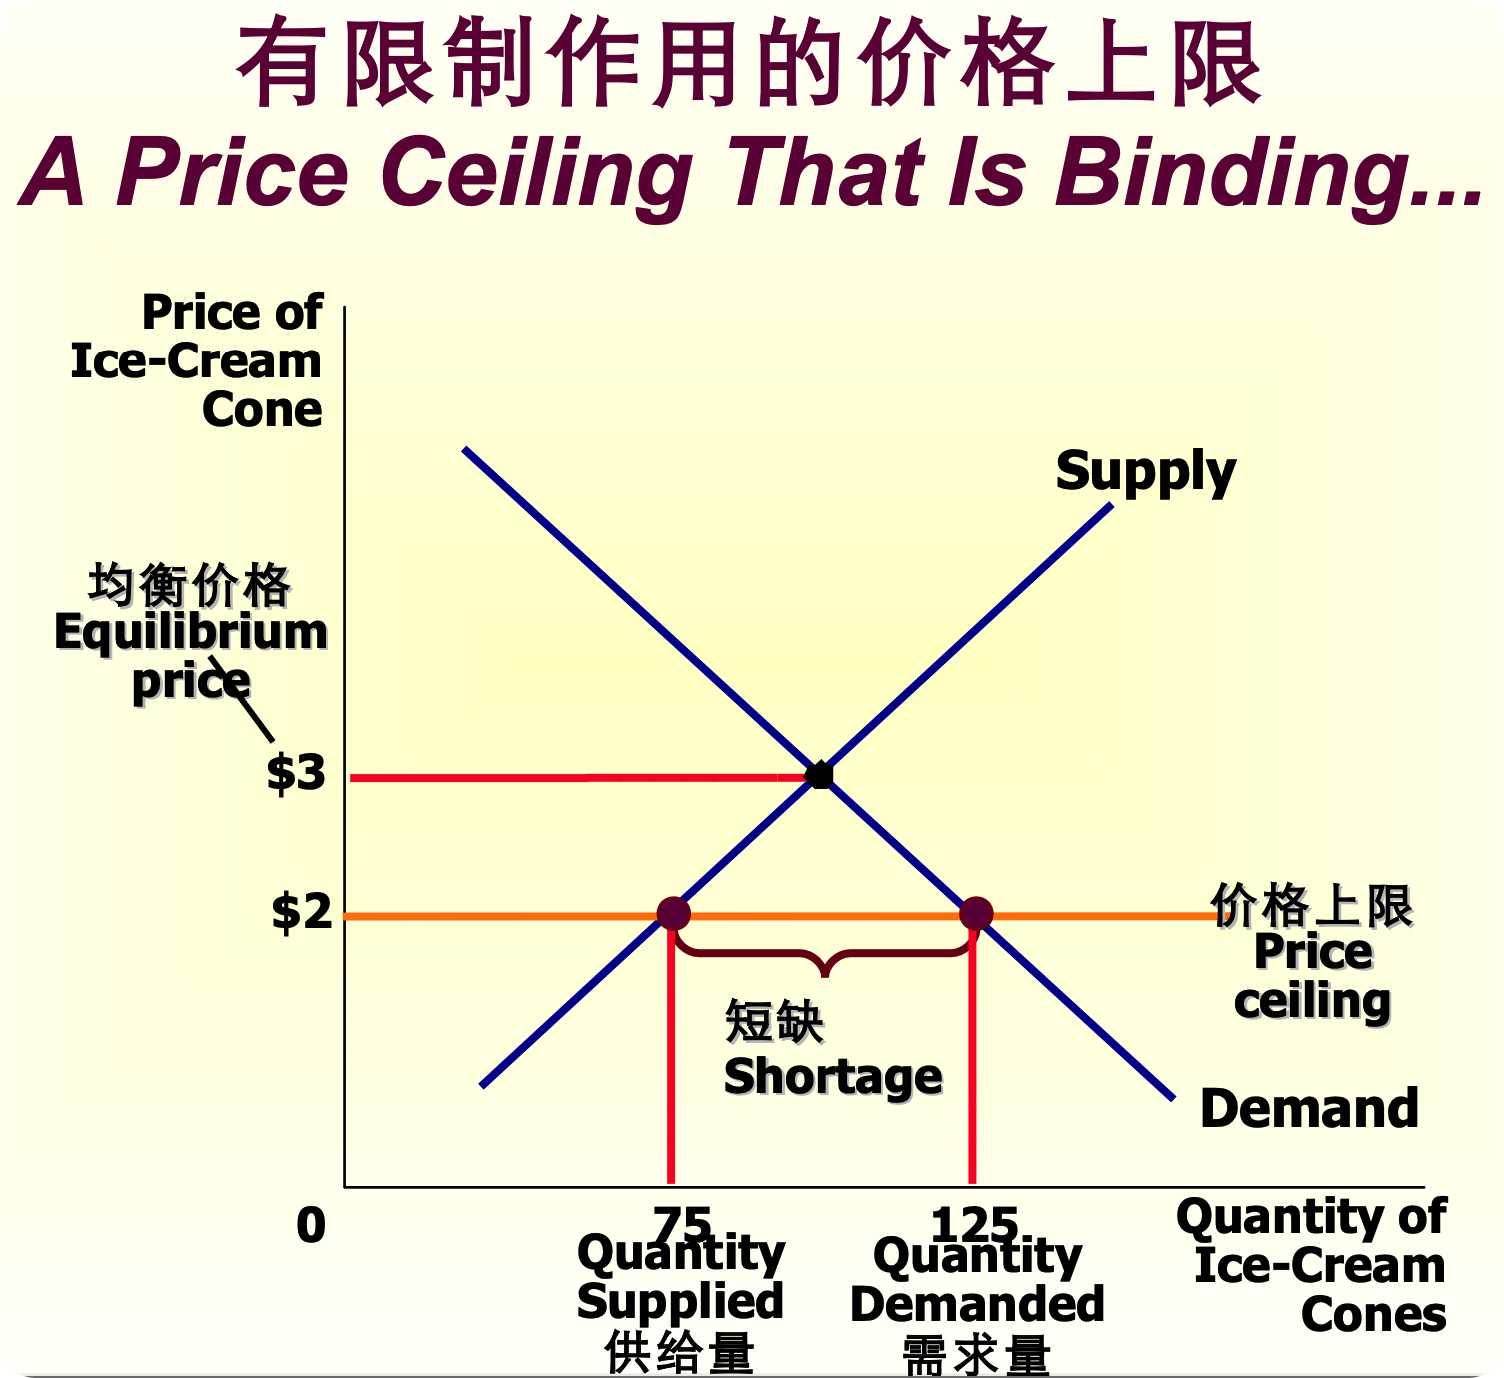 有限制作用的价格上限
A Price Ceiling That Is Binding...
Price of
Ice-Cream
Cone
Supply
均衡价格
Equilibrium
price
$3
$2
价格上限
Price
ceiling
短缺
Shortage
Demand
0
75
125
Quantity
Supplied
供给量
Quantity
Demanded
需求量
Quantity of
Ice-Cream
Cones